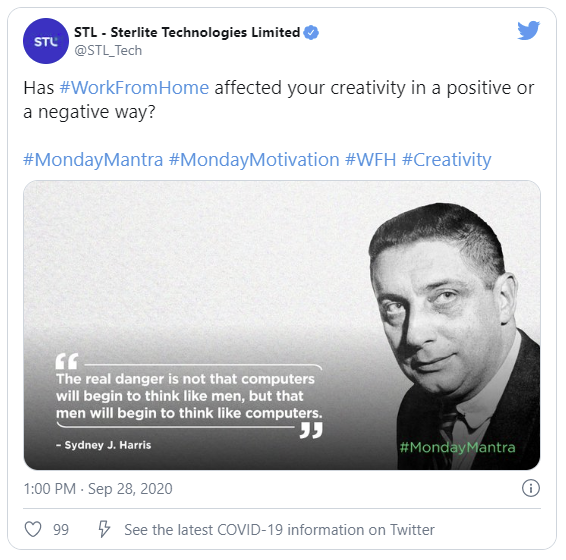 STL
STL - Sterlite Technologies Limited
@STL_Tech
Has #WorkFromHome affected your creativity in a positive or
a negative way?
#MondayMantra #MondayMotivation #WFH #Creativity
“
The real danger is not that computers
will begin to think like men, but that
men will begin to think like computers.
”
– Sydney J. Harris
#MondayMantra
1:00 PM · Sep 28, 2020
99 See the latest COVID-19 information on Twitter